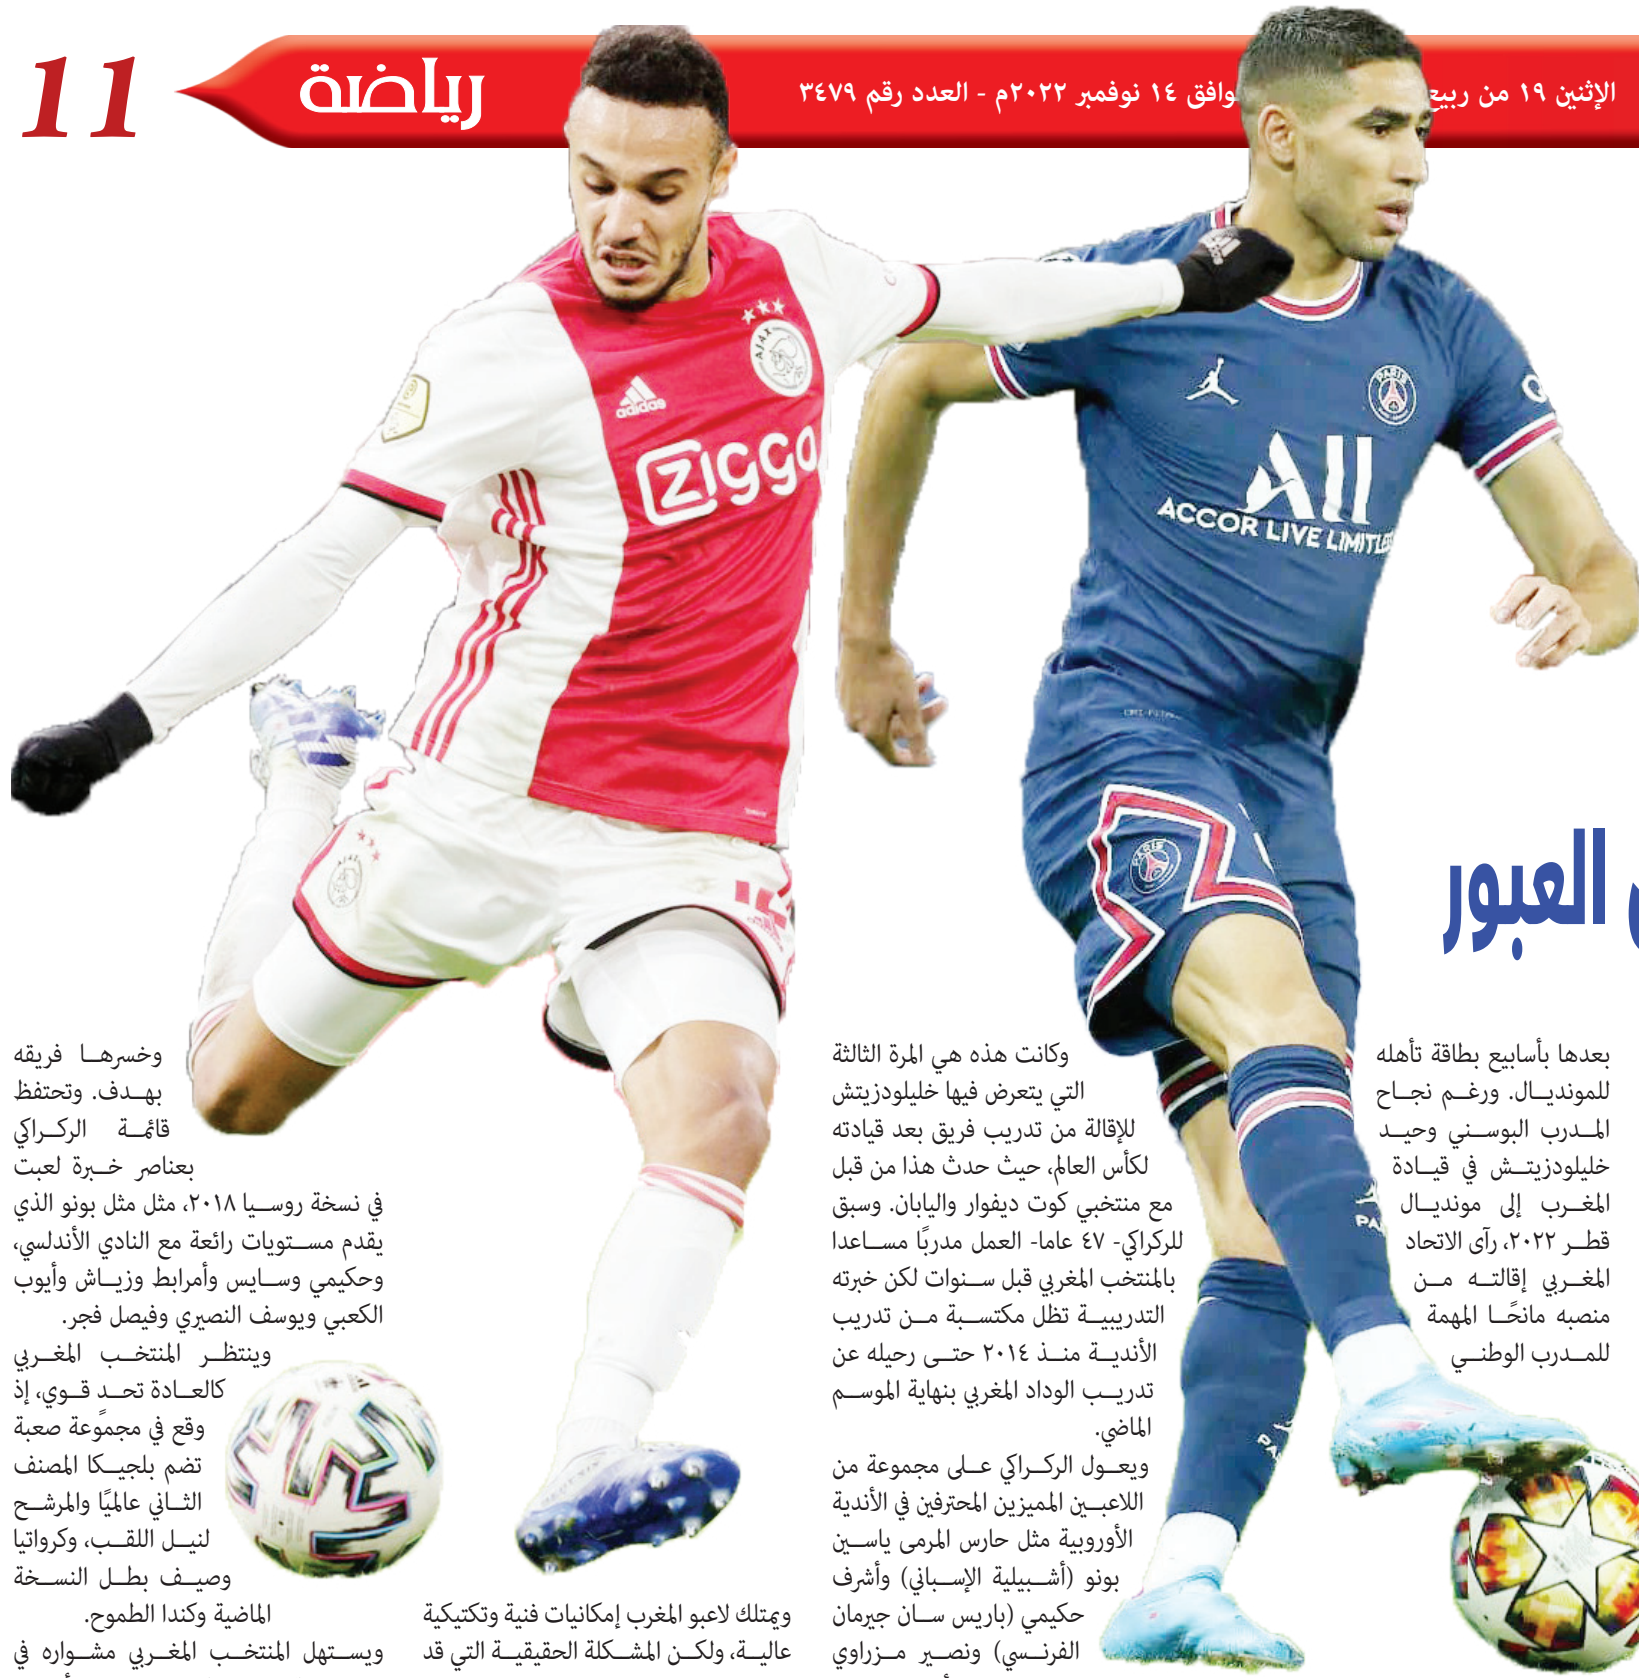 الإثنين ١٩ من ربيع
وافق ١٤ نوفمبر ٢٠٢٢م - العدد رقم ٣٤٧٩
رياضة
11
AJAX
adidas
ziggo
PARIS
All
ACCOR LIVE LIMITLE
PARIS
العبور
بعدها بأسابيع بطاقة تأهله
للمونديال. ورغم نجاح
المدرب البوسني وحيد
خليلودزيتش في قيادة
المغرب إلى مونديال
قطر ٢٠٢٢، رآى الاتحاد
المغربي إقالته من
منصبه مانحًا المهمة
للمدرب الوطني
وكانت هذه هي المرة الثالثة
التي يتعرض فيها خليلودزيتش
للإقالة من تدريب فريق بعد قيادته
لكأس العالم، حيث حدث هذا من قبل
مع منتخبي كوت ديفوار واليابان. وسبق
للركراكي- ٤٧ عاما- العمل مدربًا مساعدا
بالمنتخب المغربي قبل سنوات لكن خبرته
التدريبية تظل مكتسبة من تدريب
الأندية منذ ٢٠١٤ حتى رحيله عن
تدريب الوداد المغربي بنهاية الموسم
الماضي.
ويعول الركراكي على مجموعة من
اللاعبين المميزين المحترفين في الأندية
الأوروبية مثل حارس المرمى ياسين
بونو (أشبيلية الإسباني) وأشرف
حكيمي (باريس سان جيرمان
الفرنسي) ونصير مزراوي
ويمتلك لاعبو المغرب إمكانيات فنية وتكتيكية
عالية، ولكن المشكلة الحقيقية التي قد
وخسرها فريقه
بهدف. وتحتفظ
قائمة الركراكي
بعناصر خبرة لعبت
في نسخة روسيا ٢٠١٨، مثل مثل بونو الذي
يقدم مستويات رائعة مع النادي الأندلسي،
وحكيمي وسايس وأمرابط وزياش وأيوب
الكعبي ويوسف النصيري وفيصل فجر.
وينتظر المنتخب المغربي
كالعادة تحد قوي، إذ
وقع في مجموعة صعبة
تضم بلجيكا المصنف
الثاني عالميًا والمرشح
لنيل اللقب، وكرواتيا
وصيف بطل النسخة
الماضية وكندا الطموح.
ويستهل المنتخب المغربي مشواره في